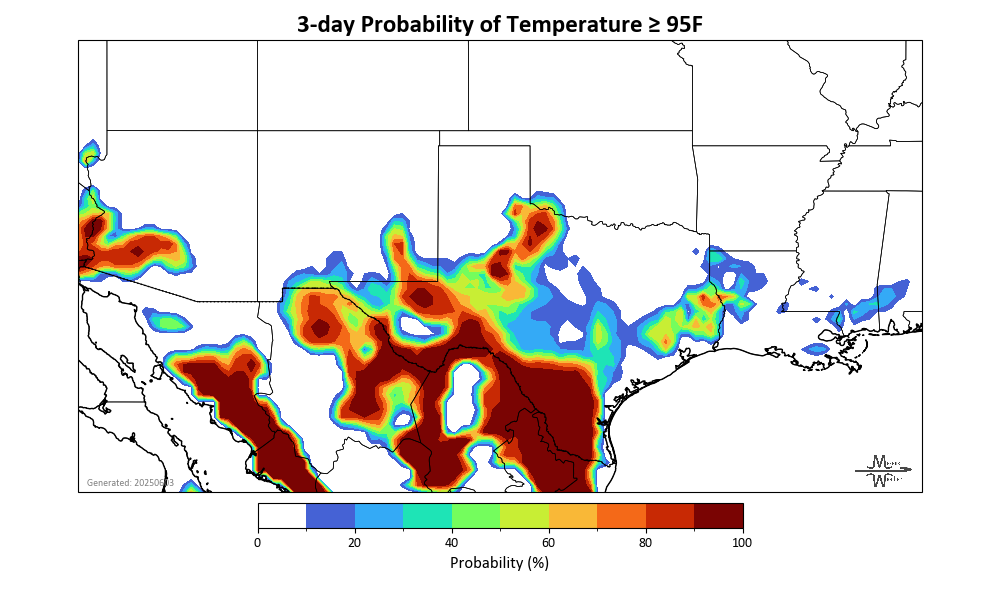 3-day Probability of Temperature ≥ 95F
Generated: 20250603
0 20 40 60 80 100
Probability (%)